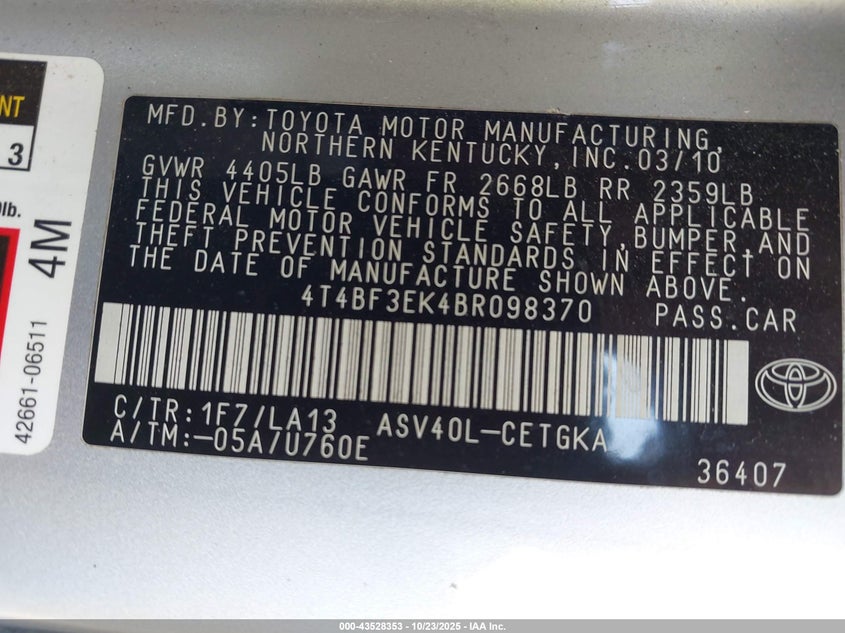 NT
3
lb.
4M
42661-06511
MFD.BY:TOYOTA MOTOR MANUFACTURING,
NORTHERN KENTUCKY,INC.03/10
GVWR 4405LB GAWR FR 2668LB RR 2359LB
THIS VEHICLE CONFORMS TO ALL APPLICABLE
FEDERAL MOTOR VEHICLE SAFETY,BUMPER,AND
THEFT PREVENTION STANDARDS IN EFFECT ON
THE DATE OF MANUFACTURE SHOWN ABOVE.
4T4BF3EK4BR098370 PASS.CAR
C/TR:1F7/LA13 ASV40L-CETGKA
A/TM:-05A/U760E
36407
000-43528353 - 10/23/2025 - IAA Inc.